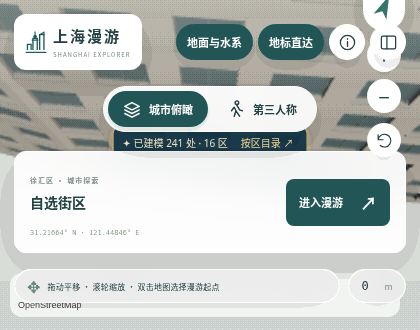 上海漫游
SHANGHAI EXPLORER
地面与水系
地标直达
城市俯瞰
第三人称
✦ 已建模 241 处 · 16 区 按区目录 ↗
徐汇区 · 城市探索
自选街区
31.21664° N · 121.44846° E
进入漫游 ↗
拖动平移 · 滚轮缩放 · 双击地图选择漫游起点
0 m
OpenStreetMap